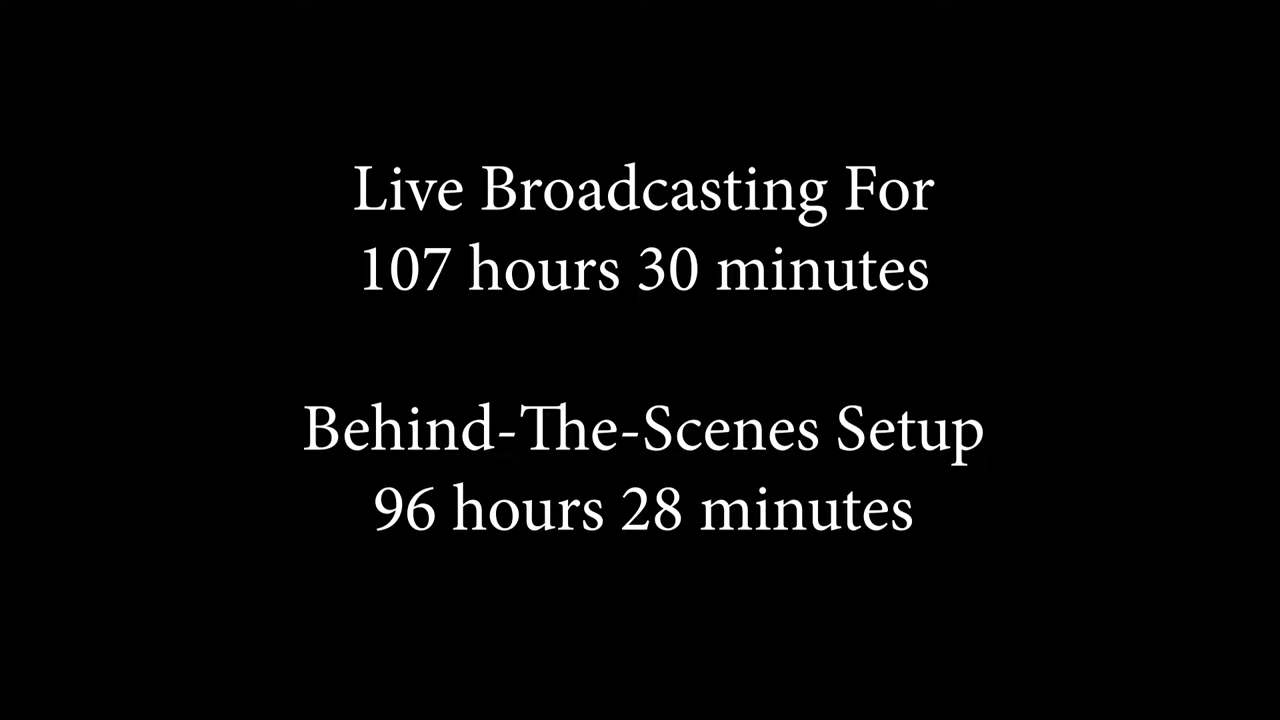 Live Broadcasting For
107 hours 30 minutes
Behind-The-Scenes Setup
96 hours 28 minutes